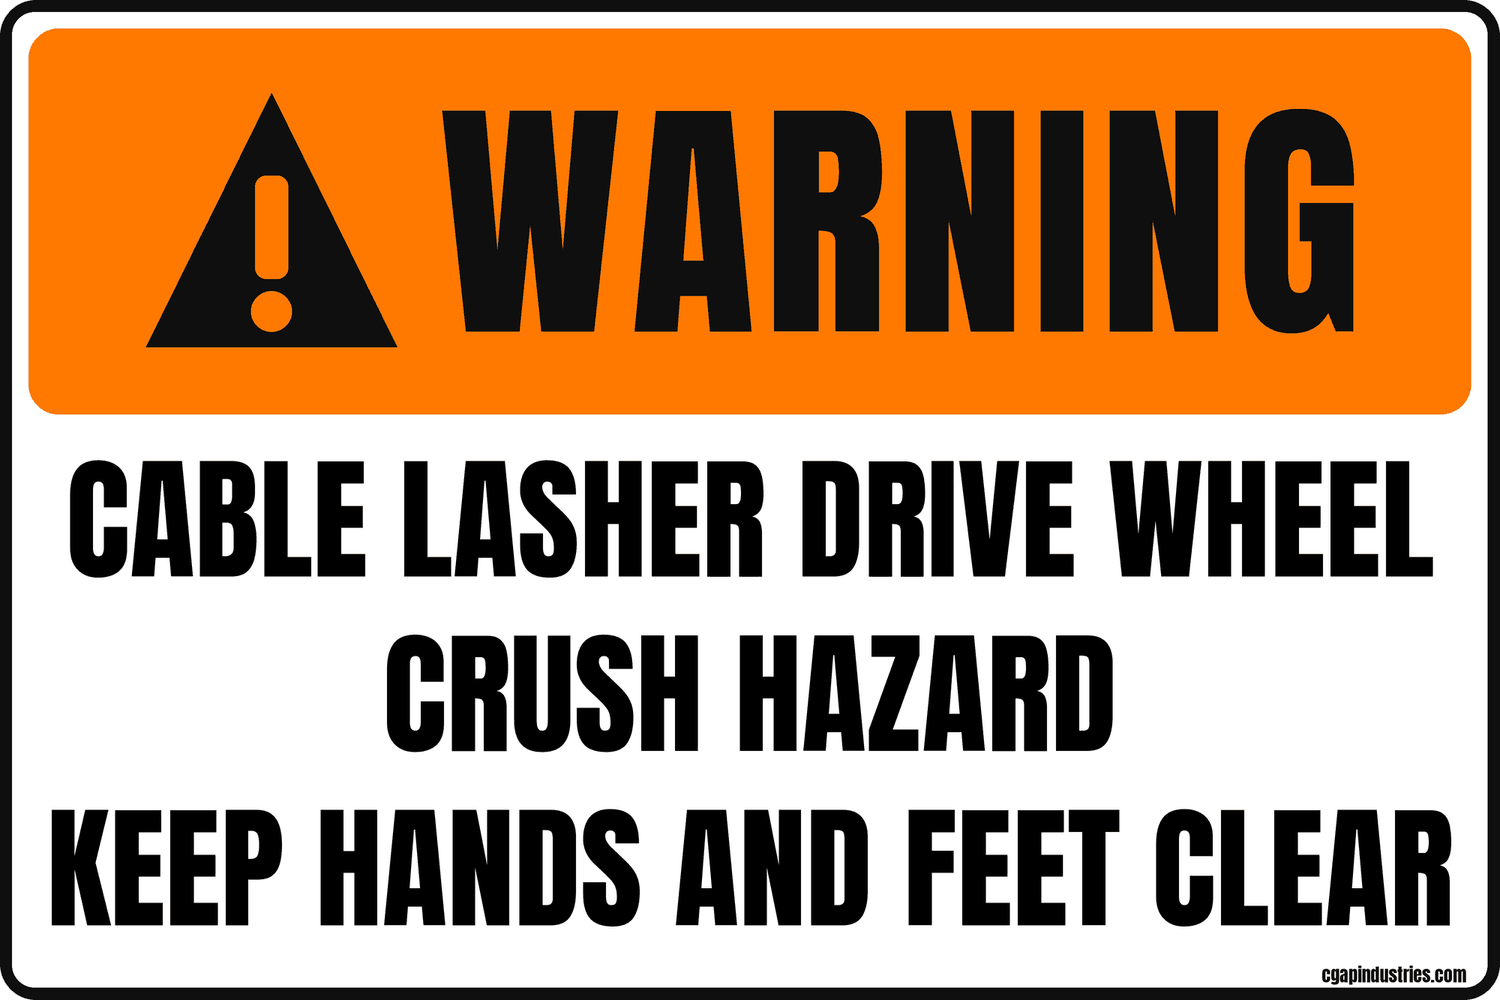 WARNING
CABLE LASHER DRIVE WHEEL
CRUSH HAZARD
KEEP HANDS AND FEET CLEAR
cgapindustries.com